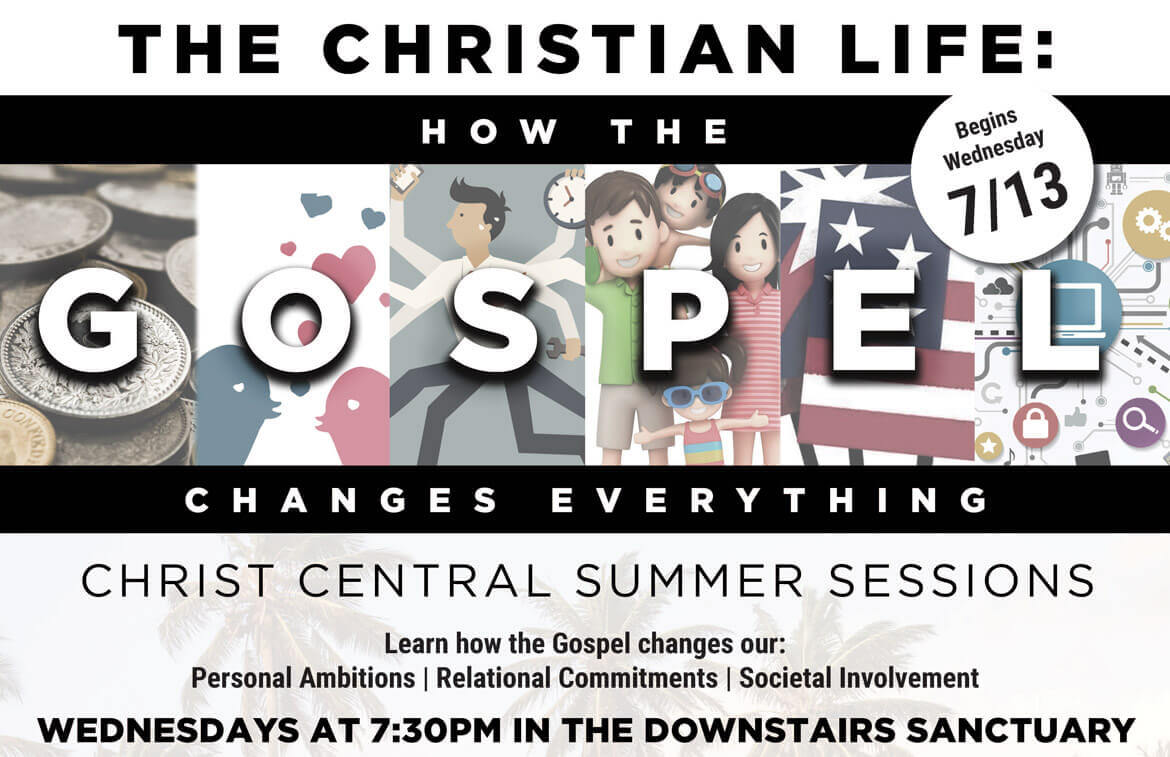 THE CHRISTIAN LIFE:
HOW THE
Begins
Wednesday
7/13
GOSPEL
CHANGES EVERYTHING
CHRIST CENTRAL SUMMER SESSIONS
Learn how the Gospel changes our:
Personal Ambitions | Relational Commitments | Societal Involvement
WEDNESDAYS AT 7:30PM IN THE DOWNSTAIRS SANCTUARY